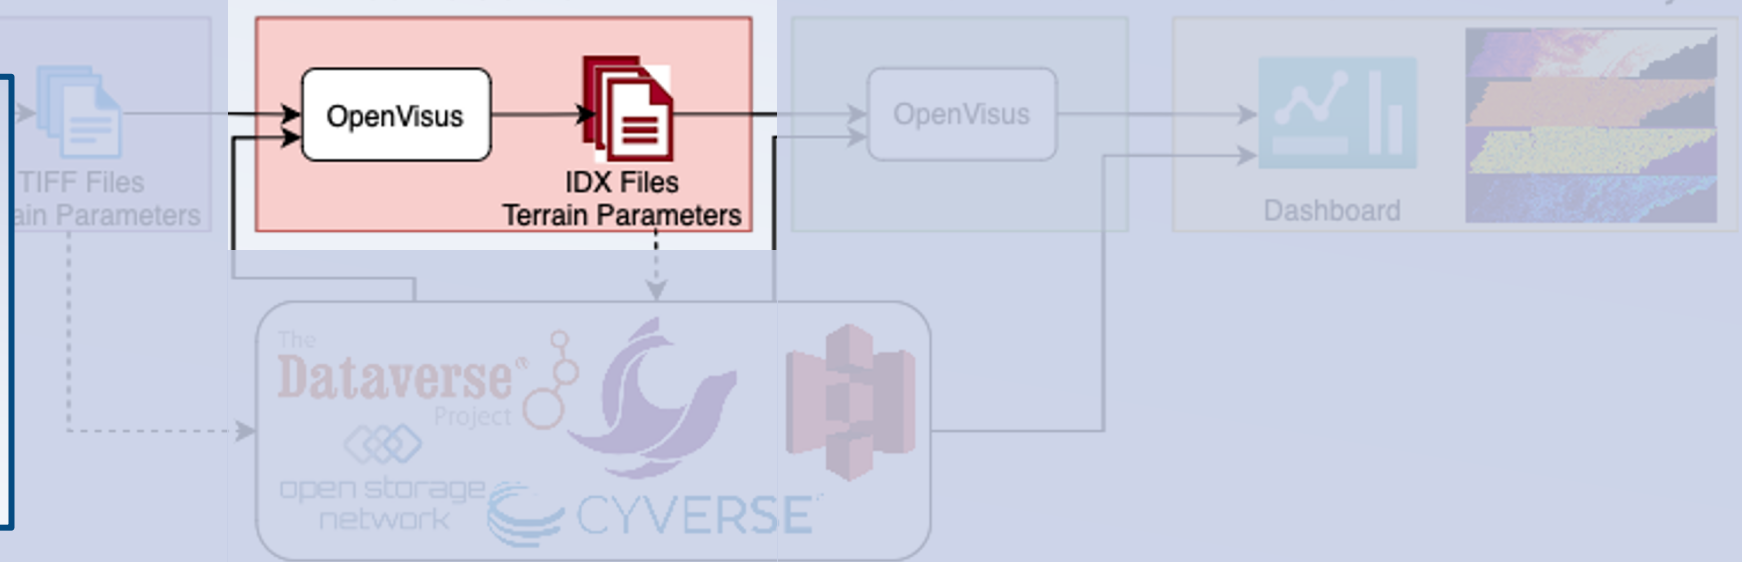 OpenVisus
IDX Files
Terrain Parameters
TIFF Files
ain Parameters
OpenVisus
Dashboard
The
Dataverse®
Project
open storage
network
CYVERSE